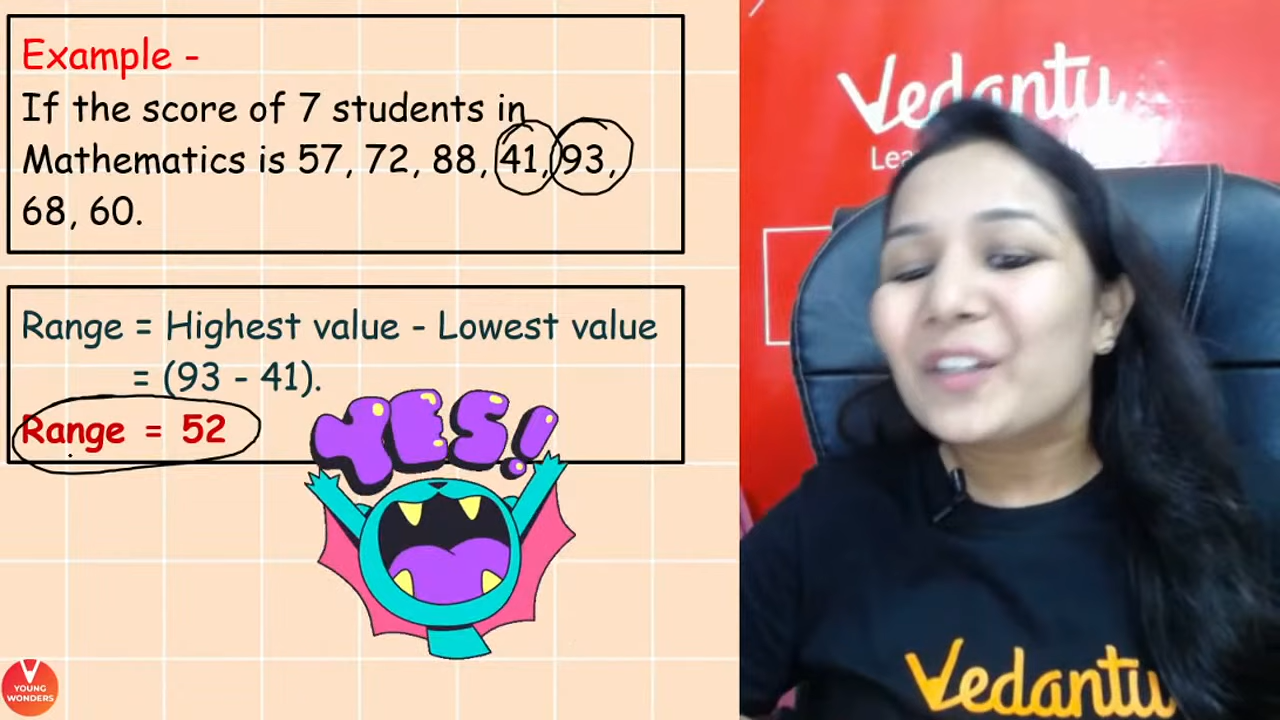 Example -
If the score of 7 students in
Mathematics is 57, 72, 88, 41, 93,
68, 60.
Range = Highest value - Lowest value
= (93 - 41).
Range = 52
YES!
YOUNG
WONDERS
Vedantu
Vedantu